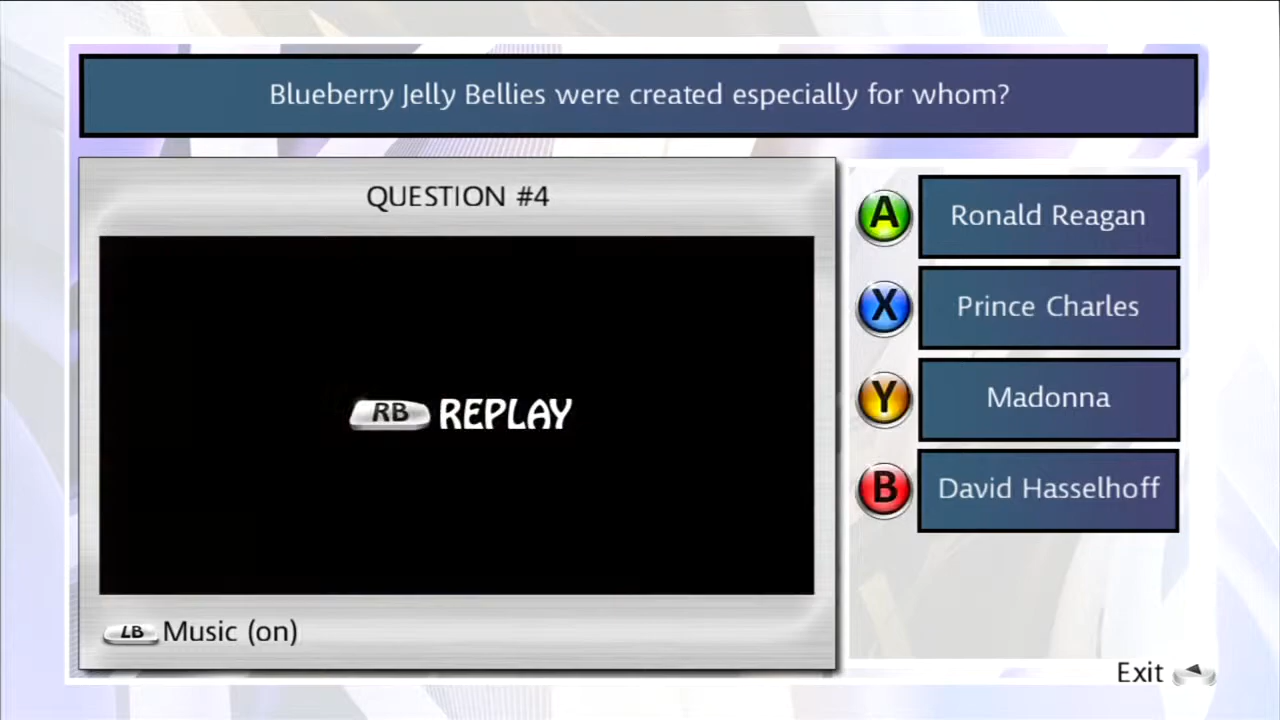 Blueberry Jelly Bellies were created especially for whom?
QUESTION #4
RB REPLAY
LB Music (on)
A Ronald Reagan
X Prince Charles
Y Madonna
B David Hasselhoff
Exit